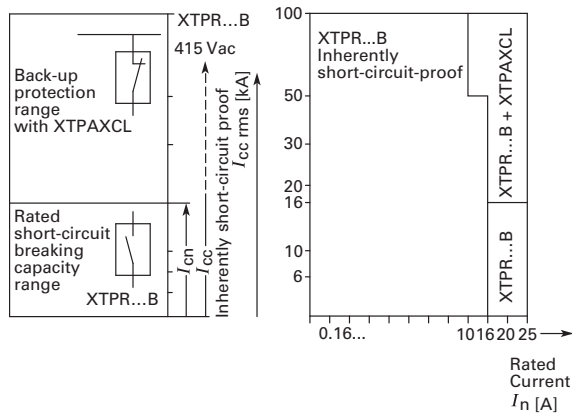 XTPR...B
415 Vac
Back-up
protection
range
with XTPAXCL
Rated
short-circuit
breaking
capacity
range
XTPR...B
Icn
Icc
Inherently short-circuit proof
Icc rms [kA]
100
50
30
20
16
10
6
XTPR...B
Inherently
short-circuit-proof
XTPR...B + XTPAXCL
XTPR...B
0.16... 10 16 20 25
Rated
Current
In [A]